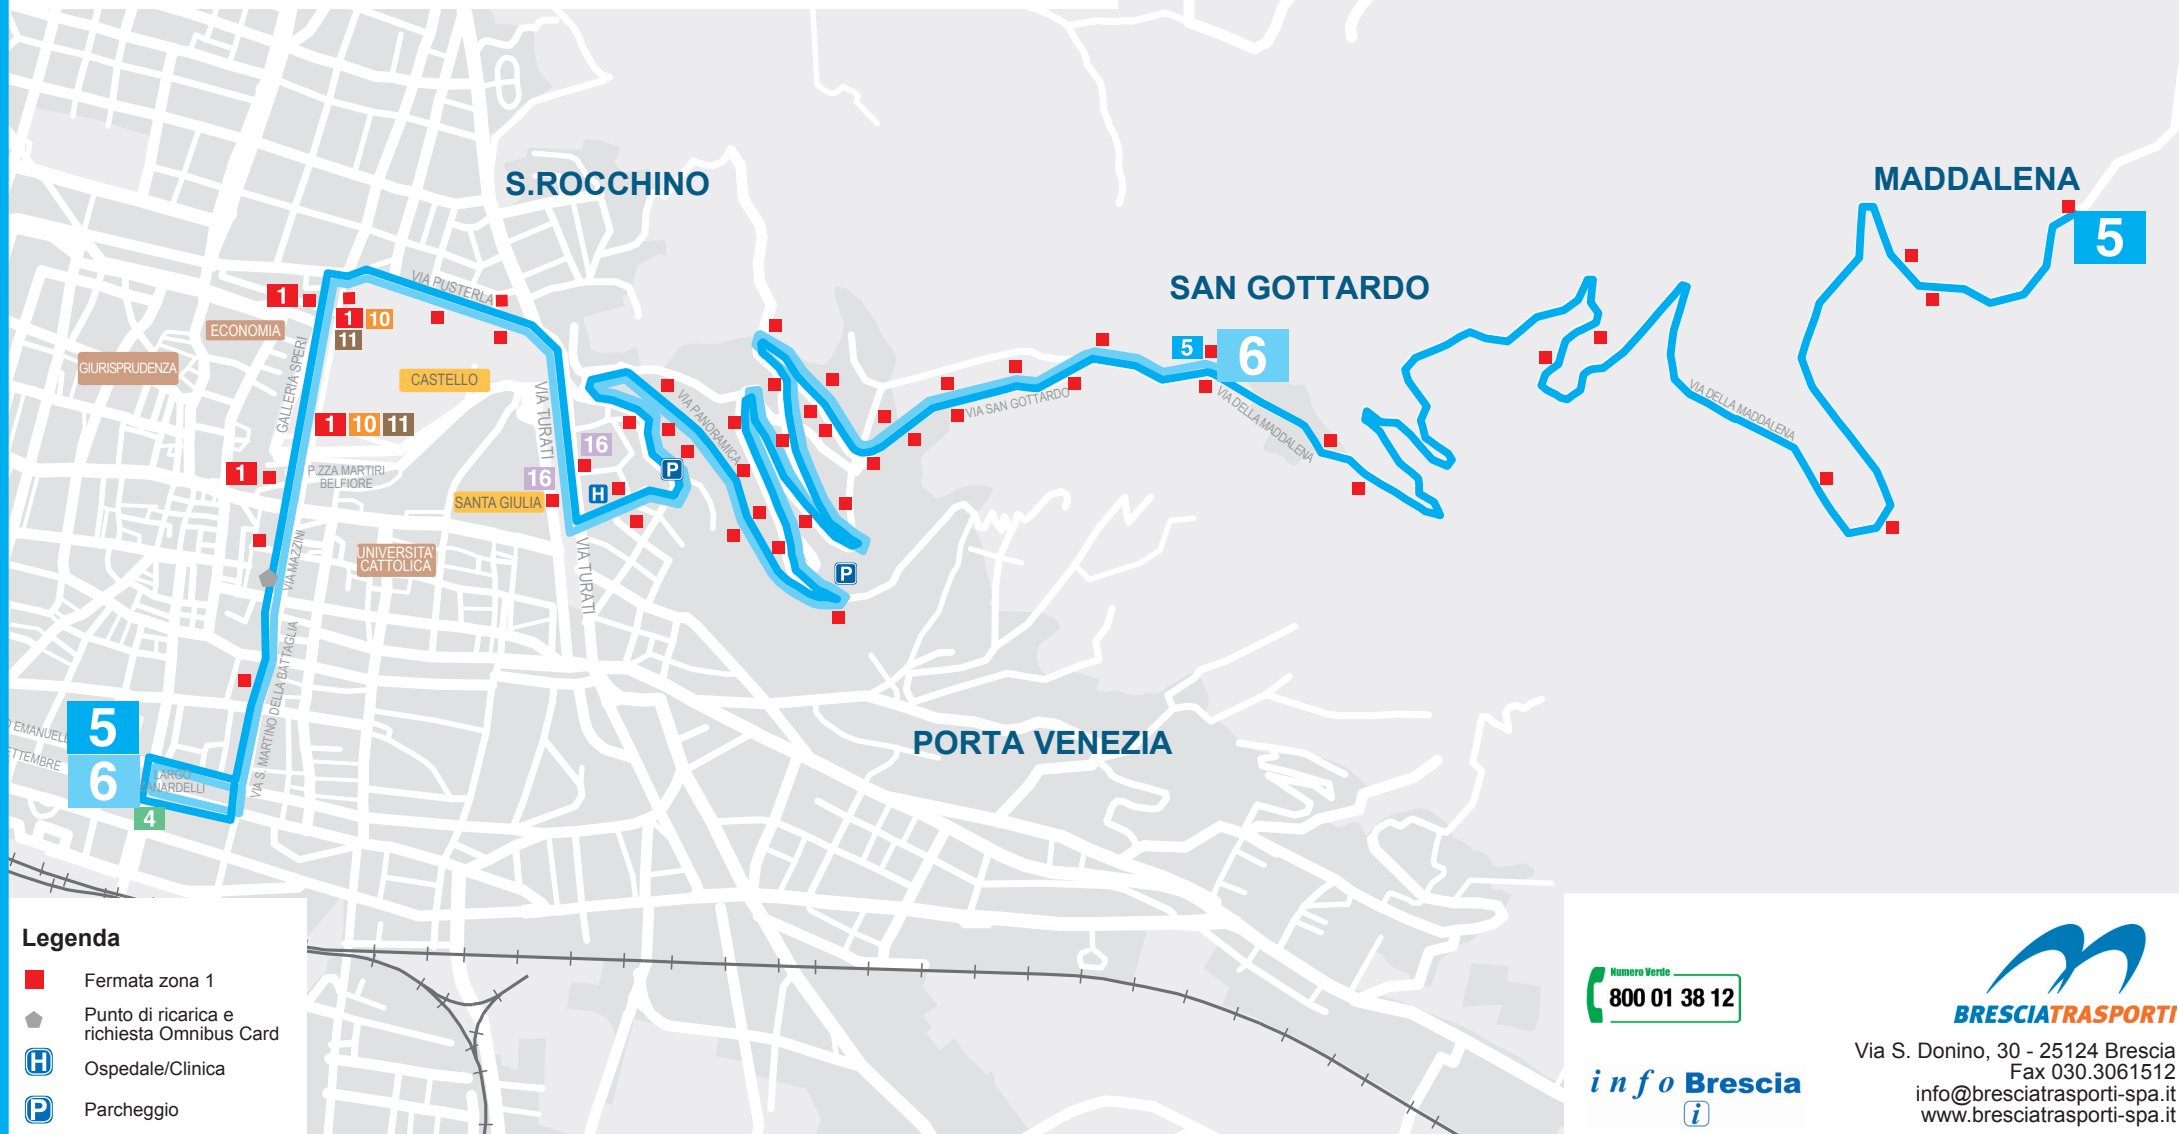 S.ROCCHINO
MADDALENA
5
SAN GOTTARDO
VIA PUSTERLA
1
1 10
11
ECONOMIA
GIURISPRUDENZA
GALLERIA SPERI
CASTELLO
5
6
VIA TURATI
VIA PANORAMICA
VIA SAN GOTTARDO
VIA DELLA MADDALENA
VIA DELLA MADDALENA
1 10 11
16
1
P.ZZA MARTIRI
BELFIORE
16
P
H
SANTA GIULIA
VIA MAZZINI
UNIVERSITA'
CATTOLICA
VIA TURATI
P
VIA S. MARTINO DELLA BATTAGLIA
5
EMANUELE
PORTA VENEZIA
ETTEMBRE
6
LARGO
ZANARDELLI
4
Legenda
Fermata zona 1
Punto di ricarica e
richiesta Omnibus Card
H
Ospedale/Clinica
P
Parcheggio
Numero Verde
800 01 38 12
info Brescia
i
BRESCIATRASPORTI
Via S. Donino, 30 - 25124 Brescia
Fax 030.3061512
info@bresciatrasporti-spa.it
www.bresciatrasporti-spa.it